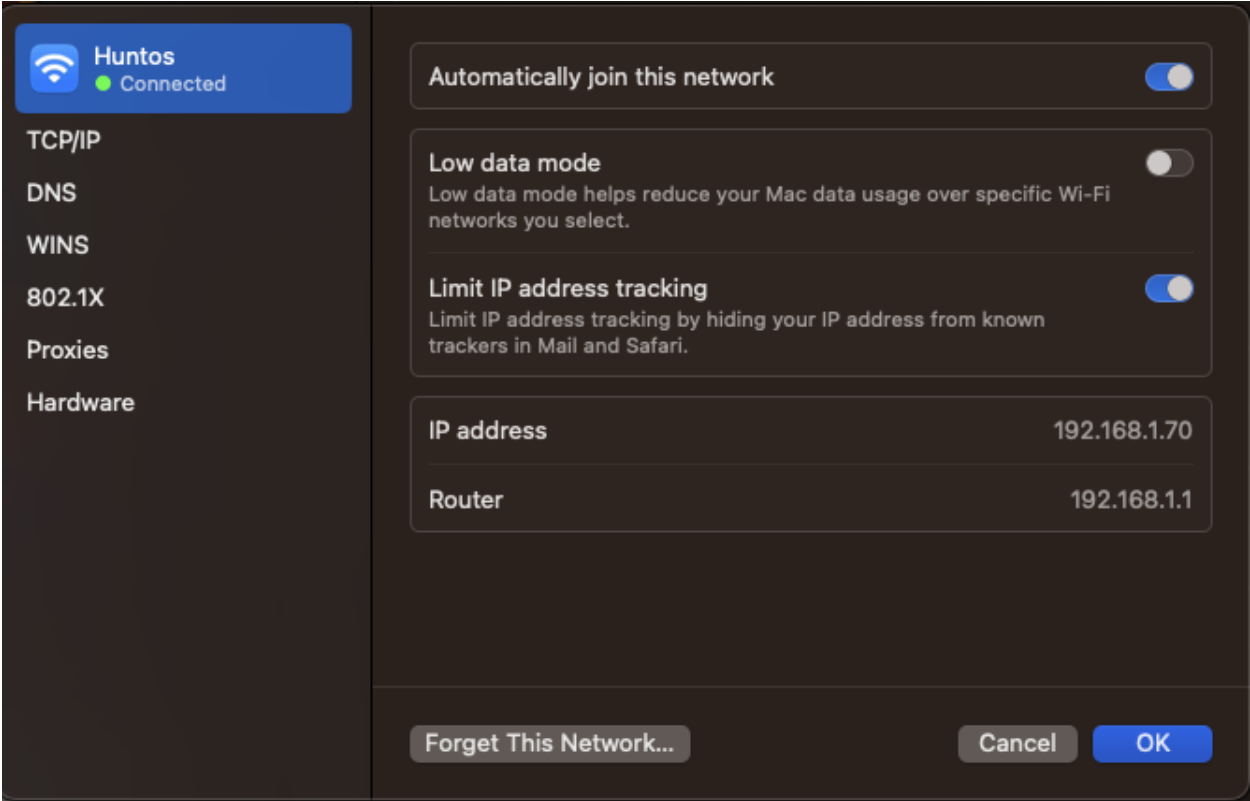 Huntos
Connected
TCP/IP
DNS
WINS
802.1X
Proxies
Hardware
Automatically join this network
Low data mode
Low data mode helps reduce your Mac data usage over specific Wi-Fi
networks you select.
Limit IP address tracking
Limit IP address tracking by hiding your IP address from known
trackers in Mail and Safari.
IP address 192.168.1.70
Router 192.168.1.1
Forget This Network... Cancel OK